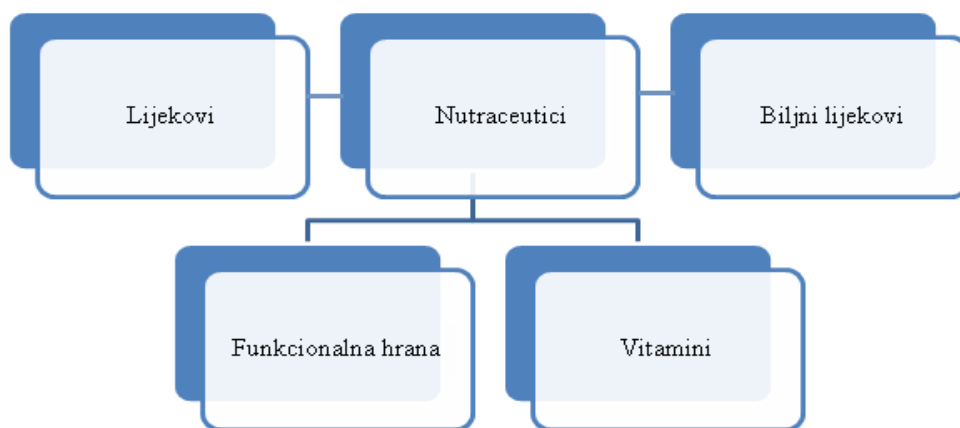 Lijekovi
Nutraceutici
Biljni lijekovi
Funkcionalna hrana
Vitamini